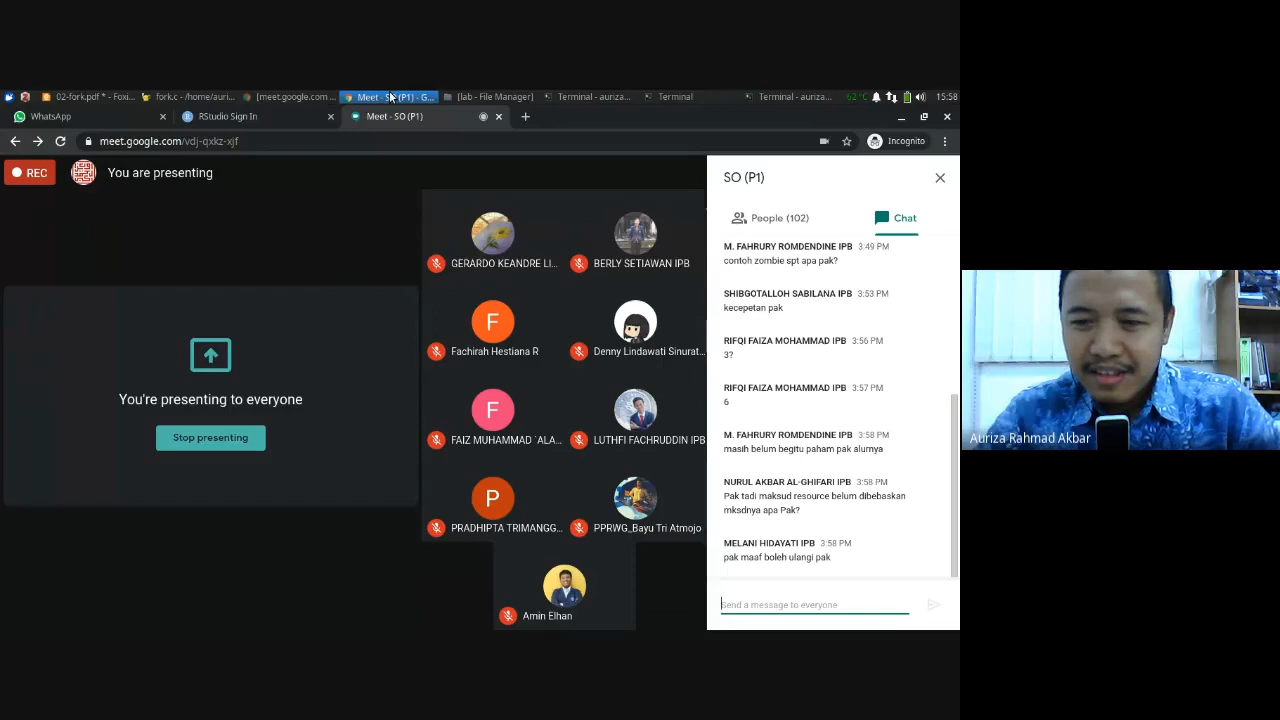 02-fork.pdf * - Foxi...
fork.c - /home/auri...
[meet.google.com ...
Meet - SO (P1) - G...
[lab - File Manager]
Terminal - auriza...
Terminal
Terminal - auriza...
62°C
15:58
WhatsApp
RStudio Sign In
Meet - SO (P1)
meet.google.com/vdj-qxkz-xjf
Incognito
REC
You are presenting
You're presenting to everyone
Stop presenting
GERARDO KEANDRE LI...
BERLY SETIAWAN IPB
F
Fachirah Hestiana R
Denny Lindawati Sinurat...
F
FAIZ MUHAMMAD `ALA...
LUTHFI FACHRUDDIN IPB
P
PRADHIPTA TRIMANGG...
PPRWG_Bayu Tri Atmojo
Amin Elhan
SO (P1)
People (102)
Chat
M. FAHRURY ROMDENDINE IPB 3:49 PM
contoh zombie spt apa pak?
SHIBGOTALLOH SABILANA IPB 3:53 PM
kecepetan pak
RIFQI FAIZA MOHAMMAD IPB 3:56 PM
3?
RIFQI FAIZA MOHAMMAD IPB 3:57 PM
6
M. FAHRURY ROMDENDINE IPB 3:58 PM
masih belum begitu paham pak alurnya
NURUL AKBAR AL-GHIFARI IPB 3:58 PM
Pak tadi maksud resource belum dibebaskan
mksdnya apa Pak?
MELANI HIDAYATI IPB 3:58 PM
pak maaf boleh ulangi pak
Send a message to everyone
Auriza Rahmad Akbar